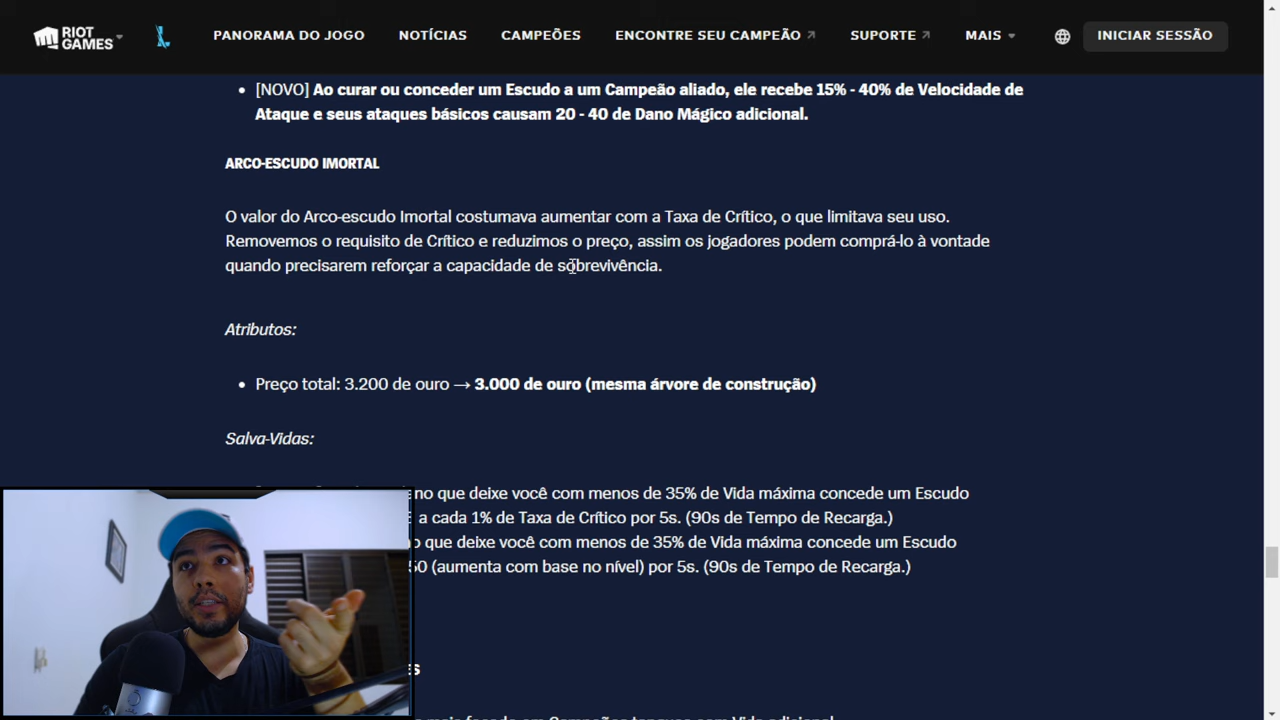 RIOT GAMES PANORAMA DO JOGO NOTÍCIAS CAMPEÕES ENCONTRE SEU CAMPEÃO SUPORTE MAIS INICIAR SESSÃO
[NOVO] Ao curar ou conceder um Escudo a um Campeão aliado, ele recebe 15% - 40% de Velocidade de
Ataque e seus ataques básicos causam 20 - 40 de Dano Mágico adicional.
ARCO-ESCUDO IMORTAL
O valor do Arco-escudo Imortal costumava aumentar com a Taxa de Crítico, o que limitava seu uso.
Removemos o requisito de Crítico e reduzimos o preço, assim os jogadores podem comprá-lo à vontade
quando precisarem reforçar a capacidade de sobrevivência.
Atributos:
Preço total: 3.200 de ouro → 3.000 de ouro (mesma árvore de construção)
Salva-Vidas:
que deixe você com menos de 35% de Vida máxima concede um Escudo
a cada 1% de Taxa de Crítico por 5s. (90s de Tempo de Recarga.)
que deixe você com menos de 35% de Vida máxima concede um Escudo
50 (aumenta com base no nível) por 5s. (90s de Tempo de Recarga.)